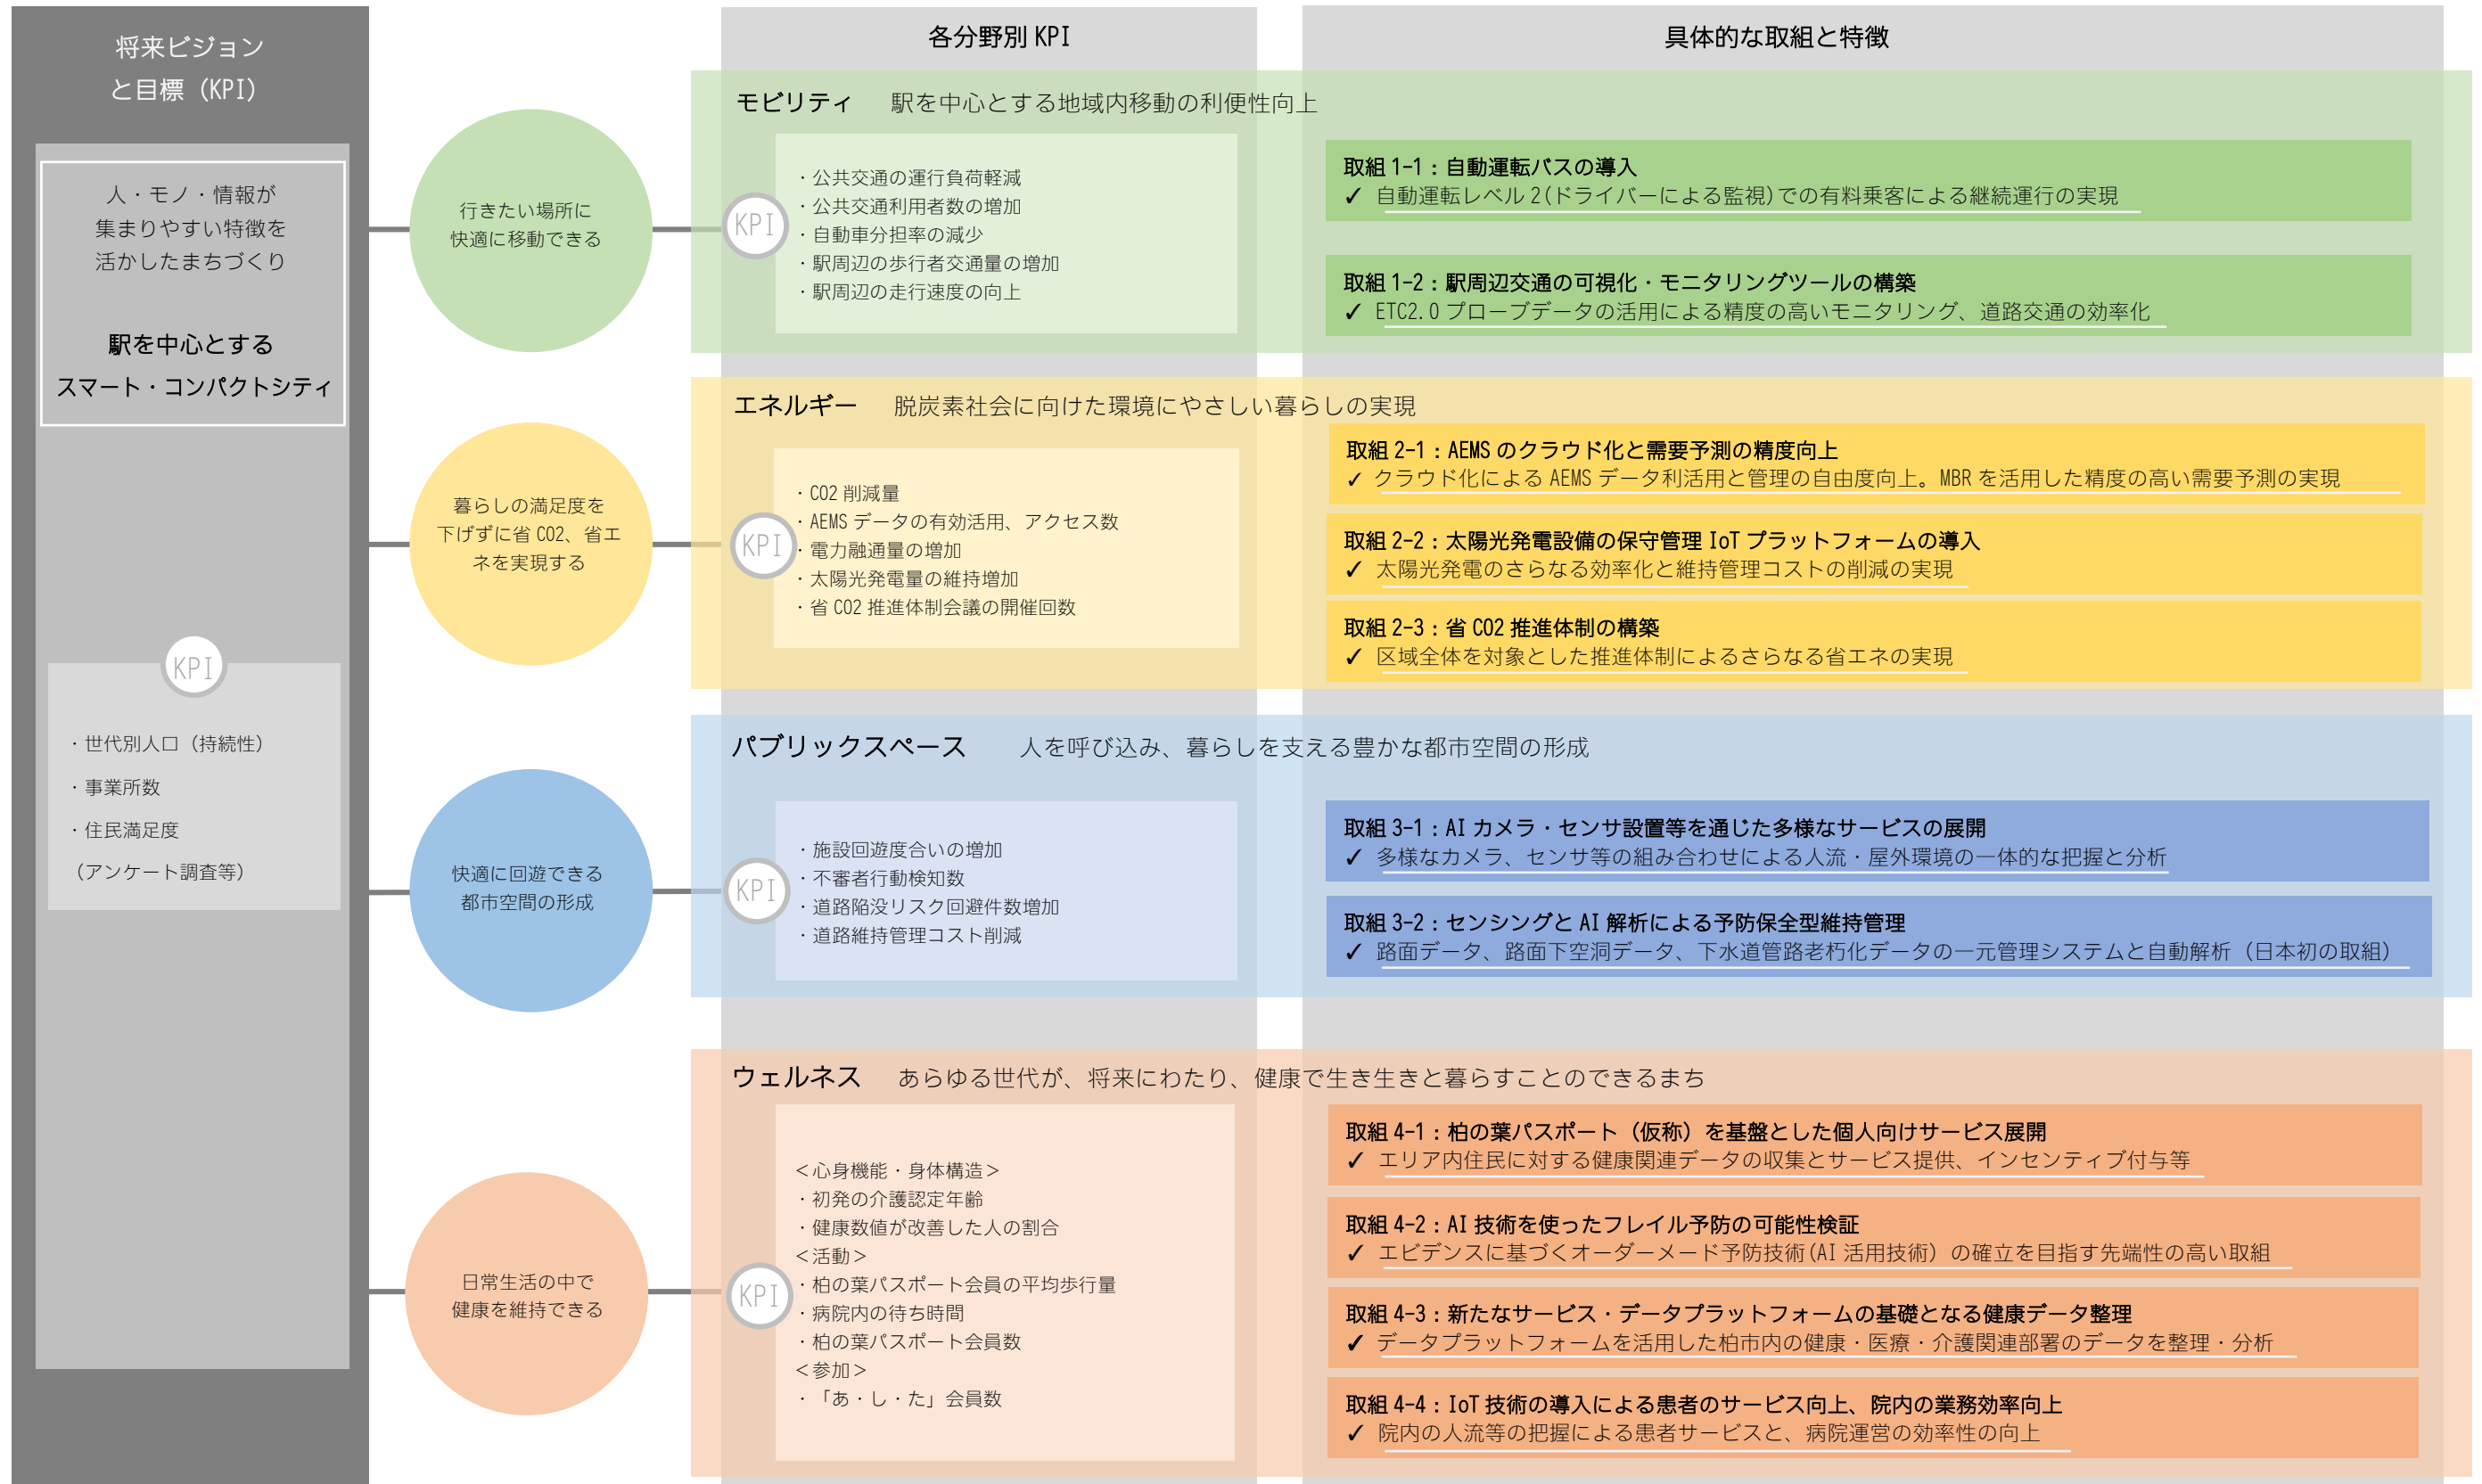 将来ビジョン
と目標（KPI）
人・モノ・情報が
集まりやすい特徴を
活かしたまちづくり
駅を中心とする
スマート・コンパクトシティ
KPI
・世代別人口（持続性）
・事業所数
・住民満足度
（アンケート調査等）
各分野別 KPI
具体的な取組と特徴
行きたい場所に
快適に移動できる
モビリティ　駅を中心とする地域内移動の利便性向上
KPI
・公共交通の運行負荷軽減
・公共交通利用者数の増加
・自動車分担率の減少
・駅周辺の歩行者交通量の増加
・駅周辺の走行速度の向上
取組 1-1：自動運転バスの導入
✓ 自動運転レベル 2(ドライバーによる監視)での有料乗客による継続運行の実現
取組 1-2：駅周辺交通の可視化・モニタリングツールの構築
✓ ETC2.0 プローブデータの活用による精度の高いモニタリング、道路交通の効率化
暮らしの満足度を
下げずに省 CO2、省エ
ネを実現する
エネルギー　脱炭素社会に向けた環境にやさしい暮らしの実現
KPI
・CO2 削減量
・AEMS データの有効活用、アクセス数
・電力融通量の増加
・太陽光発電量の維持増加
・省 CO2 推進体制会議の開催回数
取組 2-1：AEMS のクラウド化と需要予測の精度向上
✓ クラウド化による AEMS データ利活用と管理の自由度向上。MBR を活用した精度の高い需要予測の実現
取組 2-2：太陽光発電設備の保守管理 IoT プラットフォームの導入
✓ 太陽光発電のさらなる効率化と維持管理コストの削減の実現
取組 2-3：省 CO2 推進体制の構築
✓ 区域全体を対象とした推進体制によるさらなる省エネの実現
快適に回遊できる
都市空間の形成
パブリックスペース　人を呼び込み、暮らしを支える豊かな都市空間の形成
KPI
・施設回遊度合いの増加
・不審者行動検知数
・道路陥没リスク回避件数増加
・道路維持管理コスト削減
取組 3-1：AI カメラ・センサ設置等を通じた多様なサービスの展開
✓ 多様なカメラ、センサ等の組み合わせによる人流・屋外環境の一体的な把握と分析
取組 3-2：センシングと AI 解析による予防保全型維持管理
✓ 路面データ、路面下空洞データ、下水道管路老朽化データの一元管理システムと自動解析（日本初の取組）
日常生活の中で
健康を維持できる
ウェルネス　あらゆる世代が、将来にわたり、健康で生き生きと暮らすことのできるまち
KPI
＜心身機能・身体構造＞
・初発の介護認定年齢
・健康数値が改善した人の割合
＜活動＞
・柏の葉パスポート会員の平均歩行量
・病院内の待ち時間
・柏の葉パスポート会員数
＜参加＞
・「あ・し・た」会員数
取組 4-1：柏の葉パスポート（仮称）を基盤とした個人向けサービス展開
✓ エリア内住民に対する健康関連データの収集とサービス提供、インセンティブ付与等
取組 4-2：AI 技術を使ったフレイル予防の可能性検証
✓ エビデンスに基づくオーダーメード予防技術(AI 活用技術）の確立を目指す先端性の高い取組
取組 4-3：新たなサービス・データプラットフォームの基礎となる健康データ整理
✓ データプラットフォームを活用した柏市内の健康・医療・介護関連部署のデータを整理・分析
取組 4-4：IoT 技術の導入による患者のサービス向上、院内の業務効率向上
✓ 院内の人流等の把握による患者サービスと、病院運営の効率性の向上